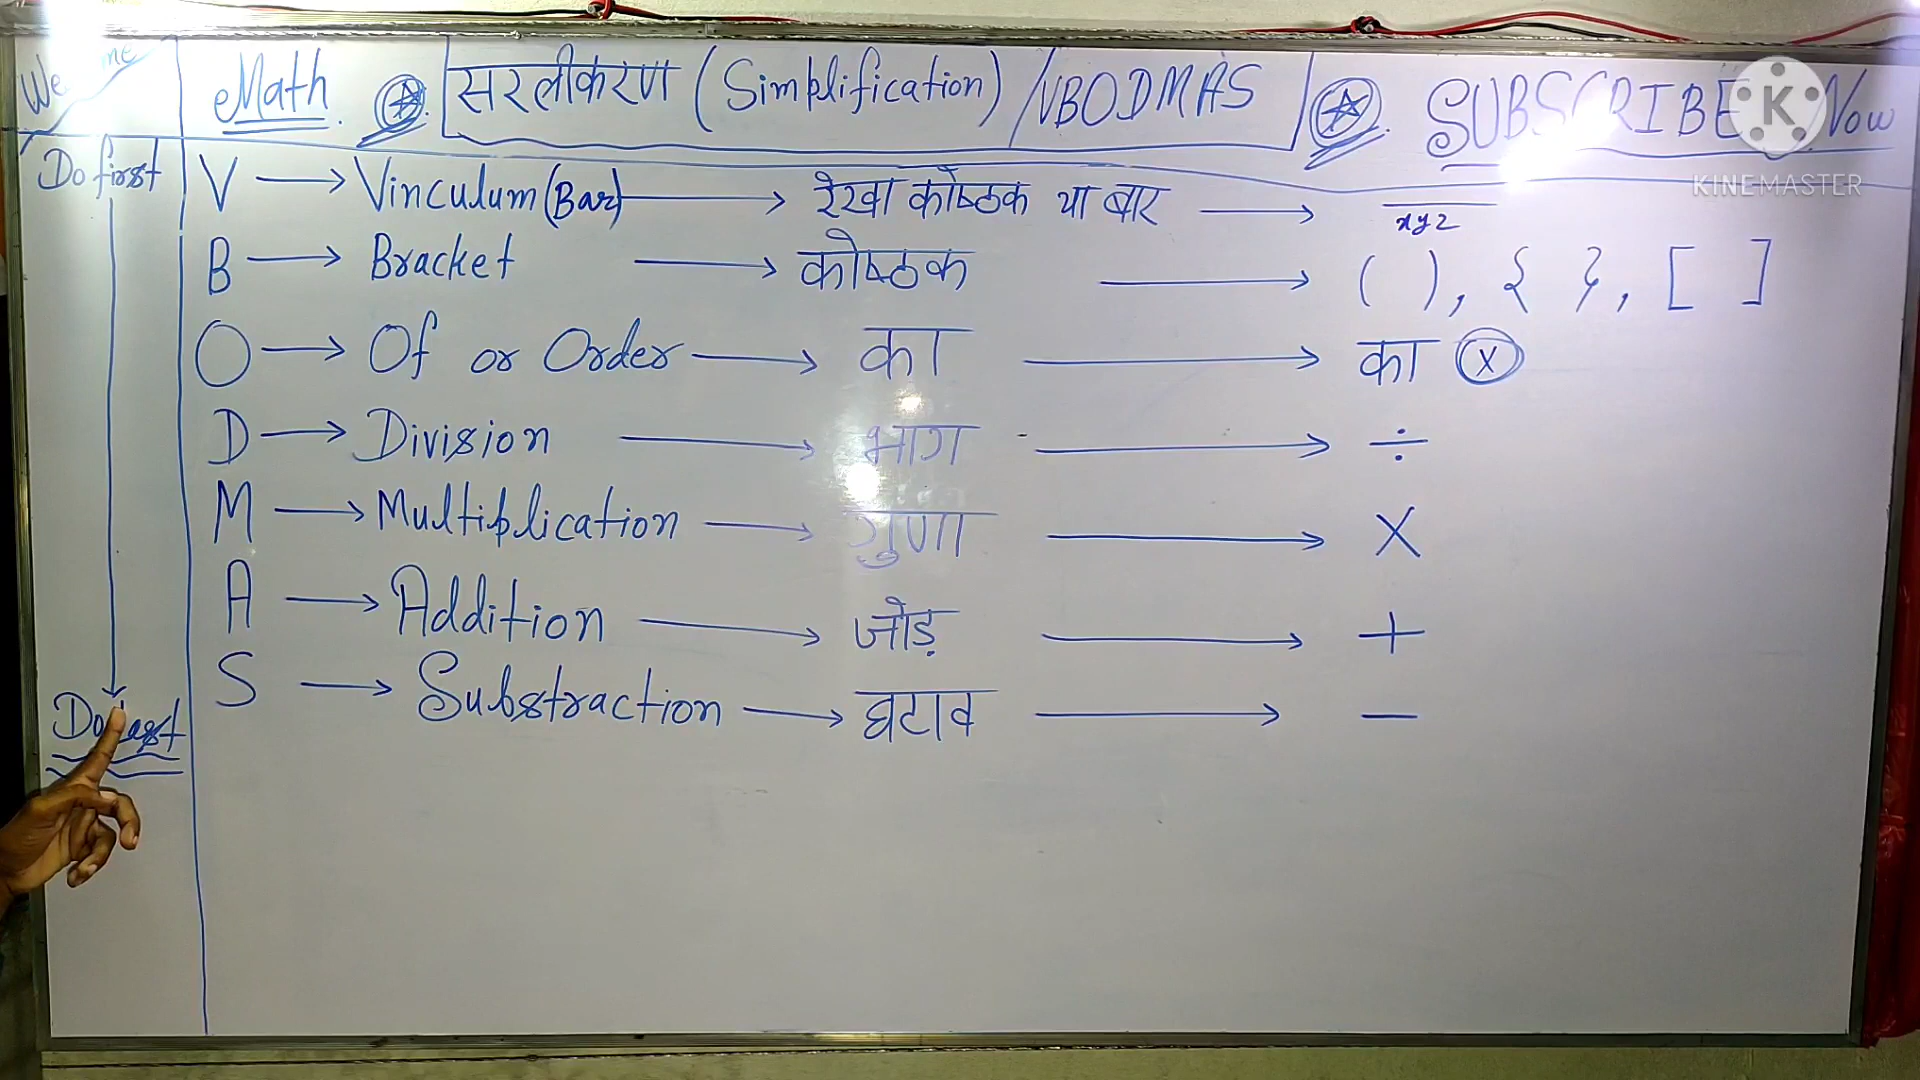 Math. सरलीकरण (Simplification) /VBODMAS SUBSCRIBE Now
KINEMASTER
Do first V → Vinculum (Bar) → रेखा कोष्ठक या बार → xyz
B → Bracket → कोष्ठक → ( ), { }, [ ]
O → Of or Order → का → का (x)
D → Division → भाग → ÷
M → Multiplication → गुणा → ×
A → Addition → जोड़ → +
S → Substraction → घटाव → −
Do Last